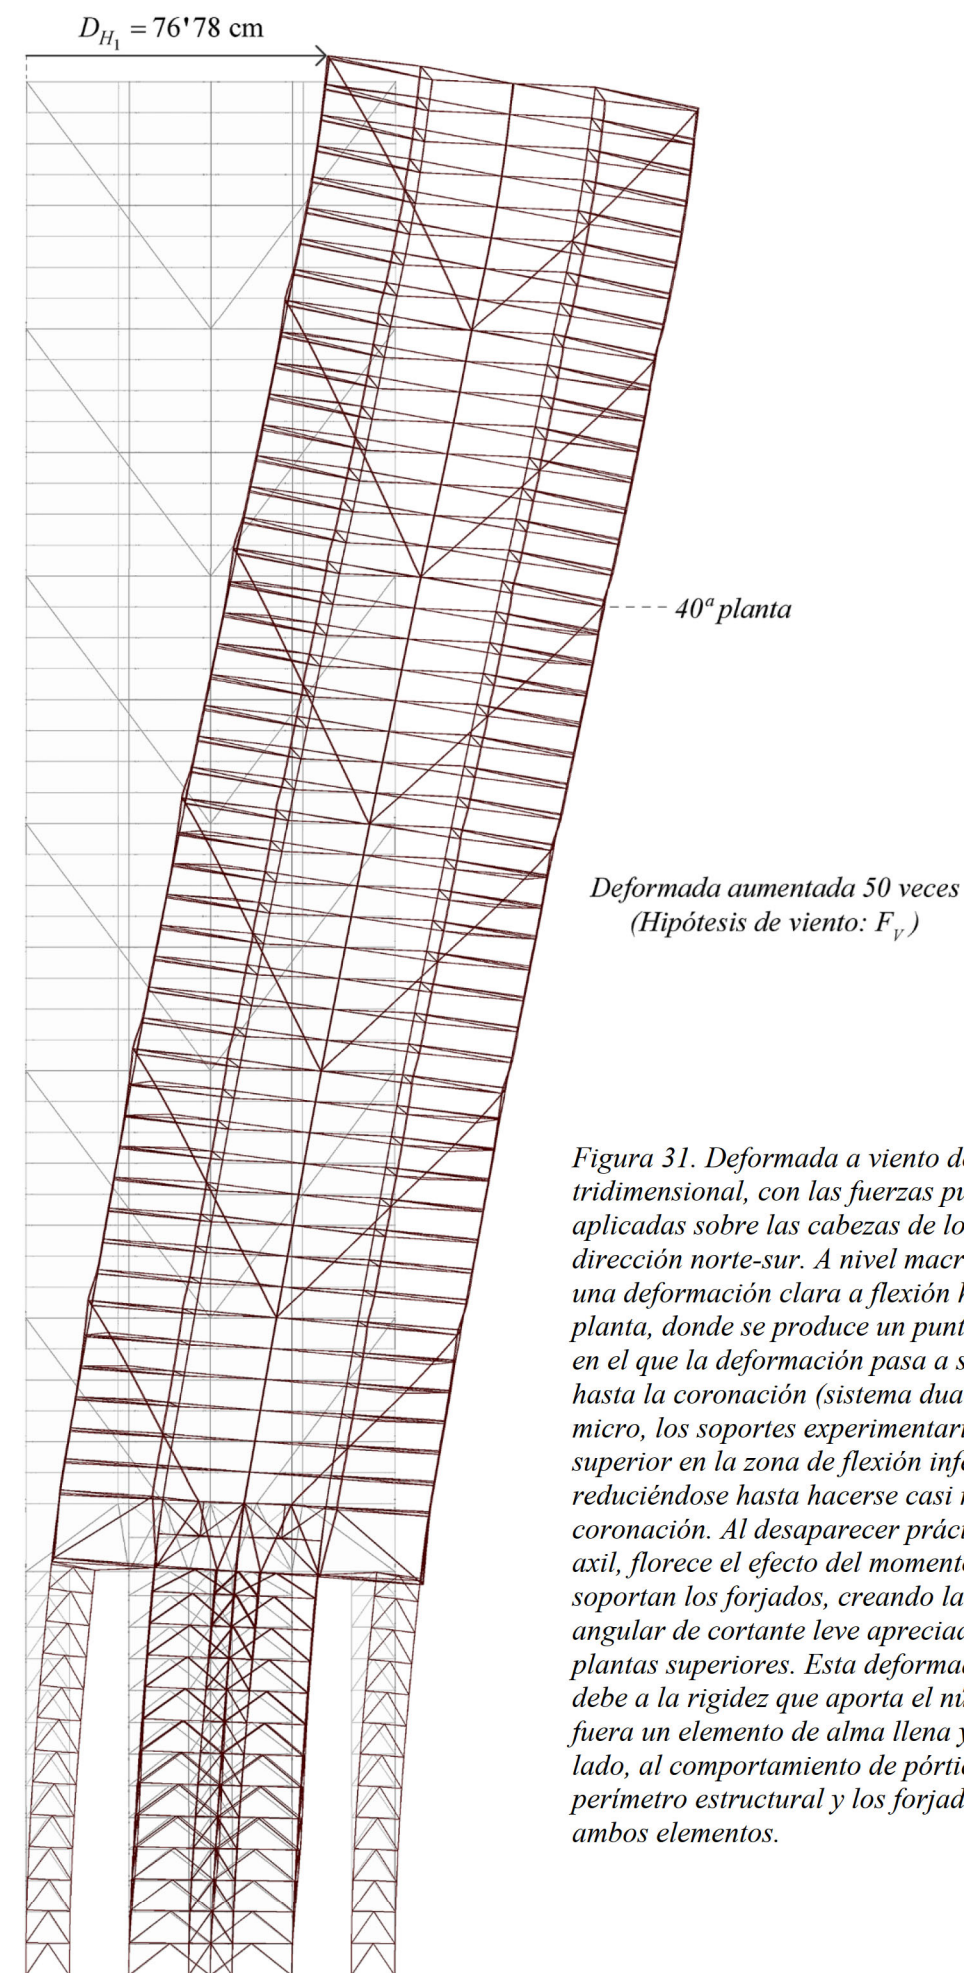 D_{H_1} = 76'78 cm
40ª planta
Deformada aumentada 50 veces
(Hipótesis de viento: F_V)
Figura 31. Deformada a viento de
tridimensional, con las fuerzas pu
aplicadas sobre las cabezas de lo
dirección norte-sur. A nivel macr
una deformación clara a flexión h
planta, donde se produce un punt
en el que la deformación pasa a s
hasta la coronación (sistema dua
micro, los soportes experimentar
superior en la zona de flexión infe
reduciéndose hasta hacerse casi
coronación. Al desaparecer práct
axil, florece el efecto del momento
soportan los forjados, creando la
angular de cortante leve apreciad
plantas superiores. Esta deformad
debe a la rigidez que aporta el nú
fuera un elemento de alma llena y
lado, al comportamiento de pórti
perímetro estructural y los forjad
ambos elementos.